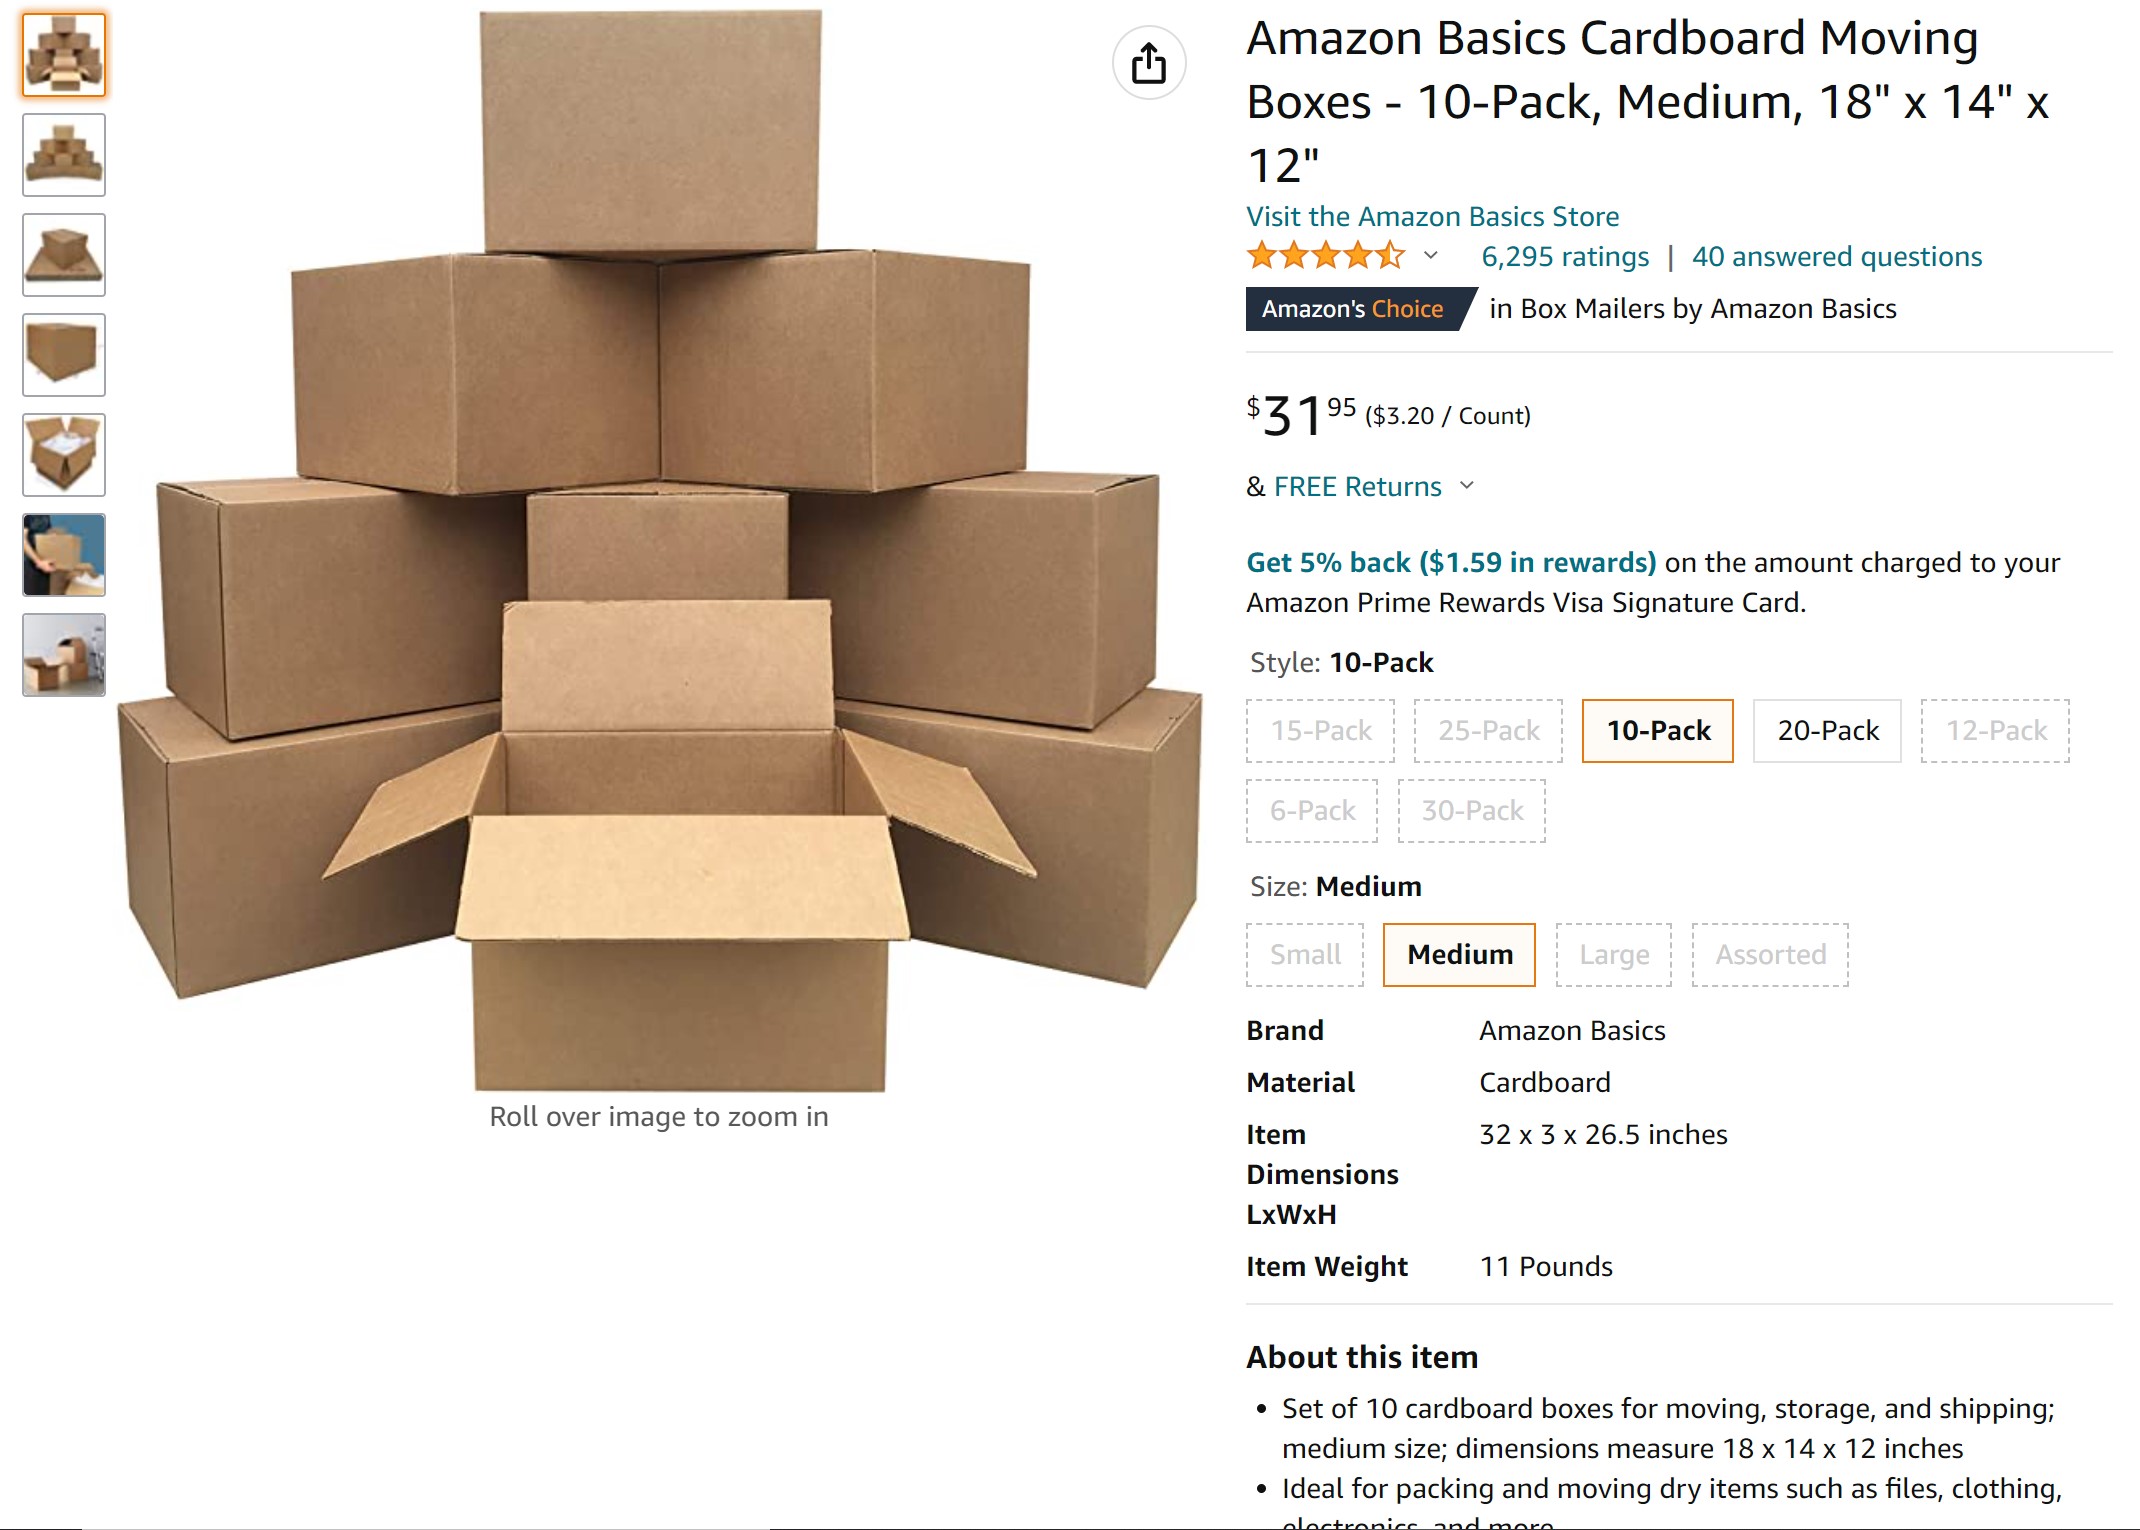 Amazon Basics Cardboard Moving
Boxes - 10-Pack, Medium, 18" x 14" x
12"
Visit the Amazon Basics Store
6,295 ratings | 40 answered questions
Amazon's Choice in Box Mailers by Amazon Basics
$31 95 ($3.20 / Count)
& FREE Returns
Get 5% back ($1.59 in rewards) on the amount charged to your
Amazon Prime Rewards Visa Signature Card.
Style: 10-Pack
15-Pack 25-Pack 10-Pack 20-Pack 12-Pack
6-Pack 30-Pack
Size: Medium
Small Medium Large Assorted
Brand Amazon Basics
Material Cardboard
Item 32 x 3 x 26.5 inches
Dimensions
LxWxH
Item Weight 11 Pounds
About this item
• Set of 10 cardboard boxes for moving, storage, and shipping;
medium size; dimensions measure 18 x 14 x 12 inches
• Ideal for packing and moving dry items such as files, clothing,
electronics, and more
Roll over image to zoom in